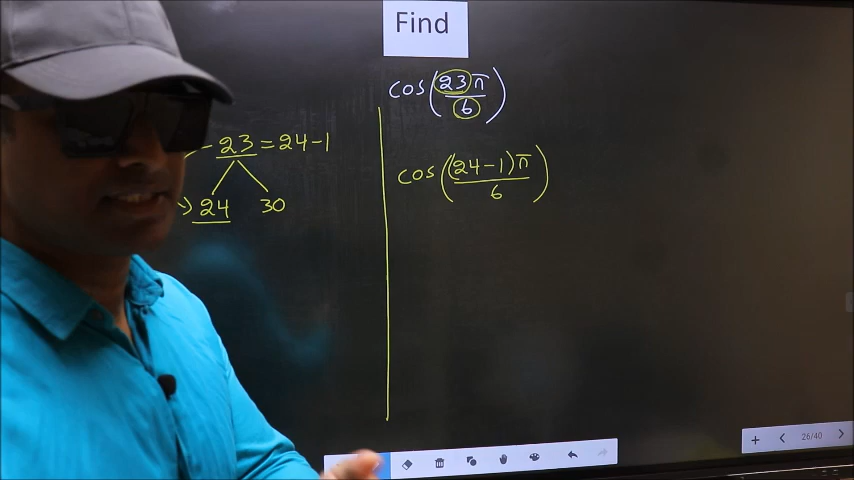 Find
cos(23π/6)
23 = 24-1
cos((24-1)π/6)
24 30
26/40